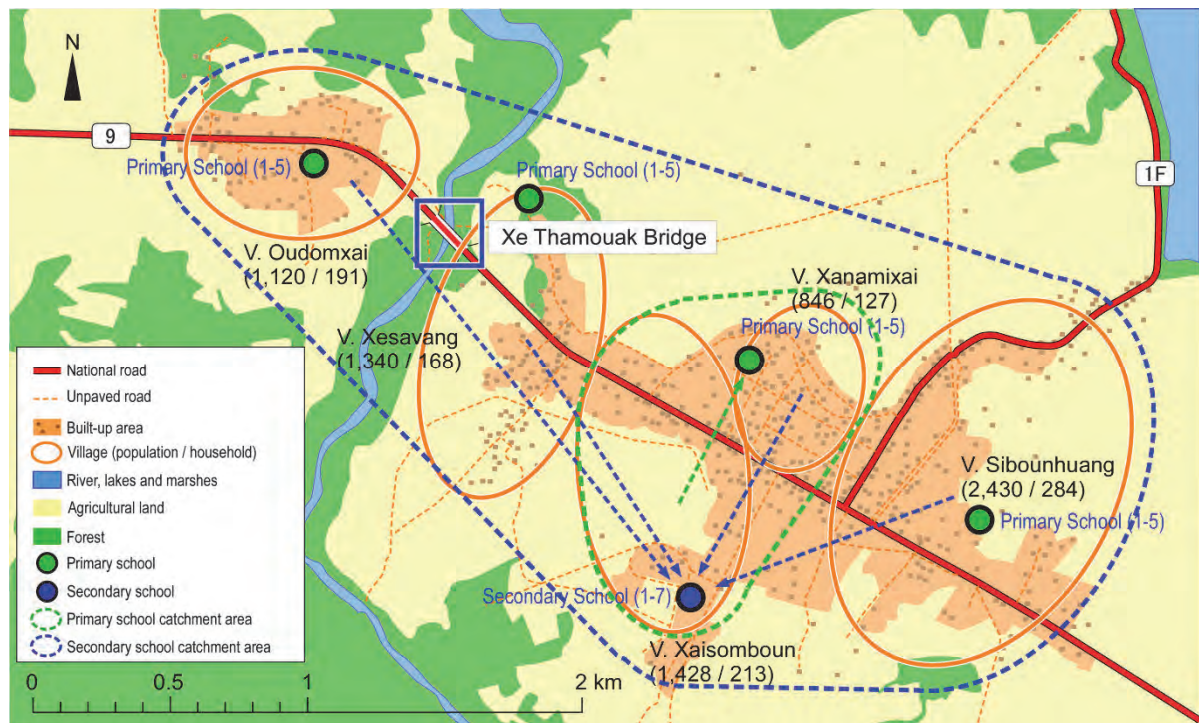 N
9
Primary School (1-5)
Primary School (1-5)
1F
Xe Thamouak Bridge
V. Oudomxai
(1,120 / 191)
V. Xanamixai
(846 / 127)
Primary School (1-5)
V. Xesavang
(1,340 / 168)
V. Sibounhuang
(2,430 / 284)
Primary School (1-5)
Secondary School (1-7)
V. Xaisomboun
(1,428 / 213)
National road
Unpaved road
Built-up area
Village (population / household)
River, lakes and marshes
Agricultural land
Forest
Primary school
Secondary school
Primary school catchment area
Secondary school catchment area
0 0.5 1 2 km